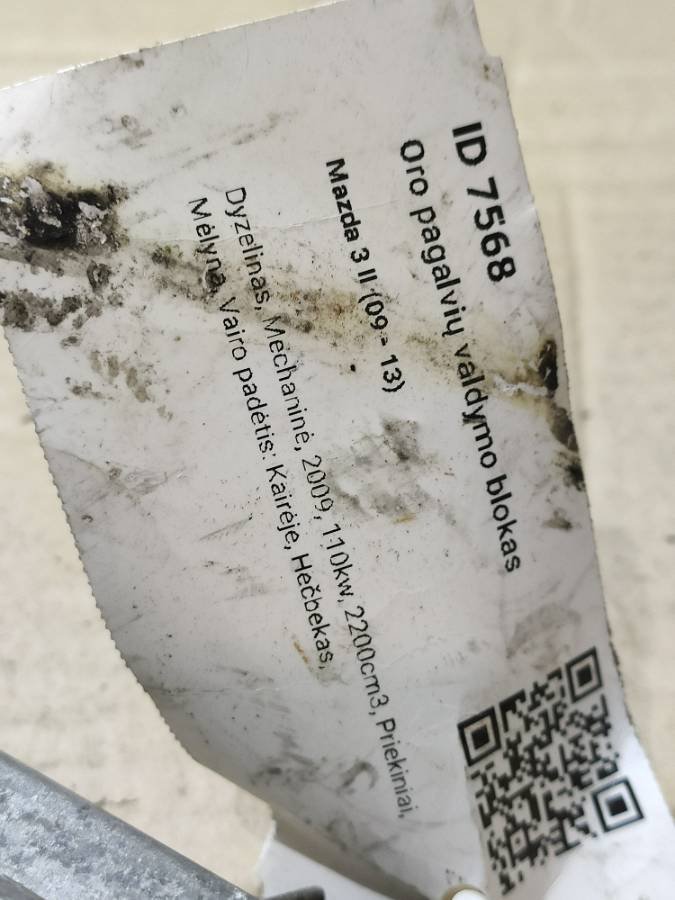 ID 7568
Oro pagalvių valdymo blokas
Mazda 3 II (09 - 13)
Dyzelinas, Mechaninė, 2009, 110kw, 2200cm3, Priekiniai,
Mėlyna, Vairo padėtis: Kairėje, Hečbekas,